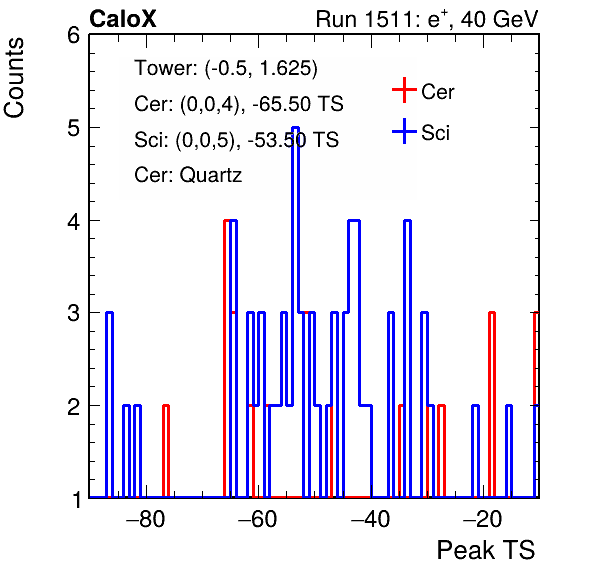 CaloX Run 1511: e⁺, 40 GeV
Counts
6
Tower: (-0.5, 1.625)
Cer: (0,0,4), -65.50 TS
Sci: (0,0,5), -53.50 TS
Cer: Quartz
Cer
Sci
5
4
3
2
1
−80 −60 −40 −20
Peak TS